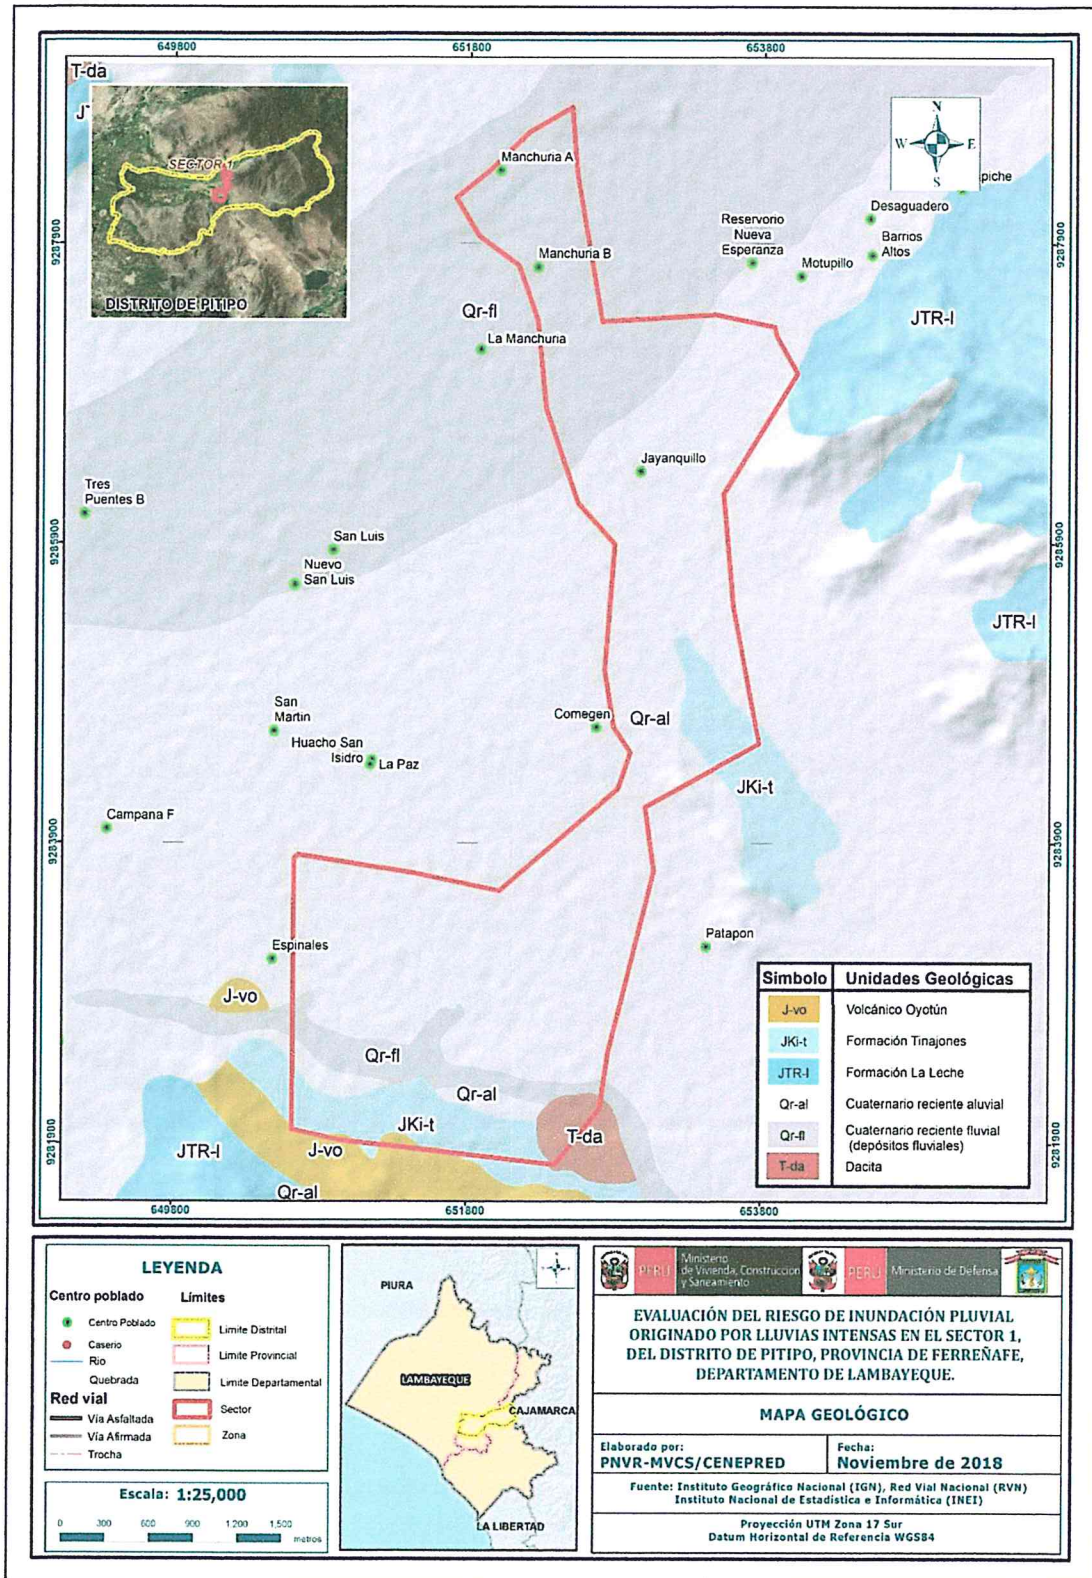 649800
651800
653800
T-da
SECTOR 1
DISTRITO DE PITIPO
N
W
E
S
Manchuria A
piche
Desaguadero
Reservorio
Nueva
Esperanza
Barrios
Altos
Motupillo
9287900
9287900
Manchuria B
Qr-fl
JTR-l
La Manchuria
Jayanquillo
Tres
Puentes B
San Luis
Nuevo
San Luis
9285900
9285900
JTR-l
San
Martin
Comegen
Qr-al
Huacho San
Isidro
La Paz
JKi-t
Campana F
9283900
9283900
Patapon
Espinales
J-vo
Qr-fl
Qr-al
JKi-t
T-da
JTR-l
J-vo
Qr-al
9281900
9281900
Simbolo
Unidades Geológicas
J-vo
Volcánico Oyotún
JKi-t
Formación Tinajones
JTR-l
Formación La Leche
Qr-al
Cuaternario reciente aluvial
Qr-fl
Cuaternario reciente fluvial
(depósitos fluviales)
T-da
Dacita
649800
651800
653800
LEYENDA
Centro poblado
Centro Poblado
Caserio
Rio
Quebrada
Red vial
Vía Asfaltada
Vía Afirmada
Trocha
Límites
Limite Distrital
Limite Provincial
Limite Departamental
Sector
Zona
Escala: 1:25,000
0
300
600
900
1,200
1,500
metros
PIURA
LAMBAYEQUE
CAJAMARCA
LA LIBERTAD
PERÚ
Ministerio
de Vivienda, Construccion
y Saneamiento
PERÚ
Ministerio de Defensa
EVALUACIÓN DEL RIESGO DE INUNDACIÓN PLUVIAL
ORIGINADO POR LLUVIAS INTENSAS EN EL SECTOR 1,
DEL DISTRITO DE PITIPO, PROVINCIA DE FERREÑAFE,
DEPARTAMENTO DE LAMBAYEQUE.
MAPA GEOLÓGICO
Elaborado por:
PNVR-MVCS/CENEPRED
Fecha:
Noviembre de 2018
Fuente: Instituto Geográfico Nacional (IGN), Red Vial Nacional (RVN)
Instituto Nacional de Estadística e Informática (INEI)
Proyección UTM Zona 17 Sur
Datum Horizontal de Referencia WGS84